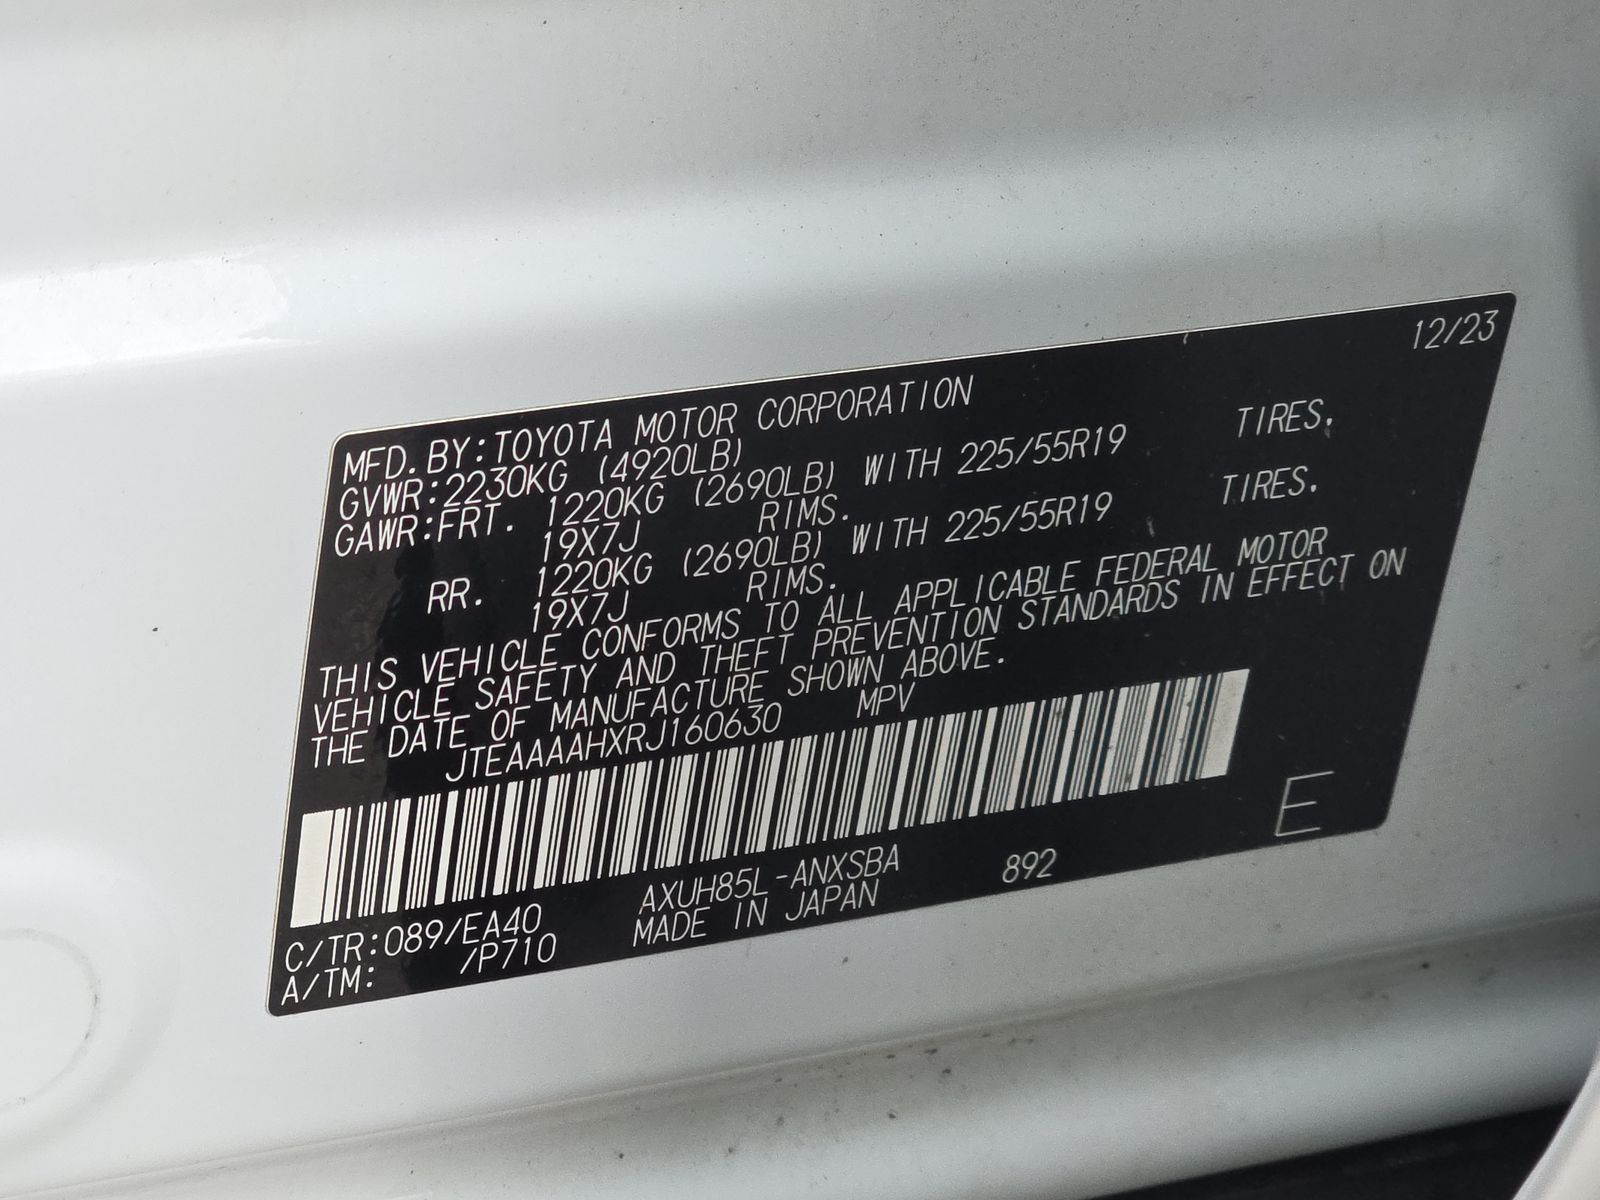 12/23
MFD.BY:TOYOTA MOTOR CORPORATION
GVWR:2230KG (4920LB)
GAWR:FRT. 1220KG (2690LB) WITH 225/55R19 TIRES.
19X7J RIMS.
RR. 1220KG (2690LB) WITH 225/55R19 TIRES.
19X7J RIMS.
THIS VEHICLE CONFORMS TO ALL APPLICABLE FEDERAL MOTOR
VEHICLE SAFETY AND THEFT PREVENTION STANDARDS IN EFFECT ON
THE DATE OF MANUFACTURE SHOWN ABOVE.
JTEAAAAHXRJ160630 MPV
E
C/TR:089/EA40 AXUH85L-ANXSBA 892
A/TM: /P710 MADE IN JAPAN